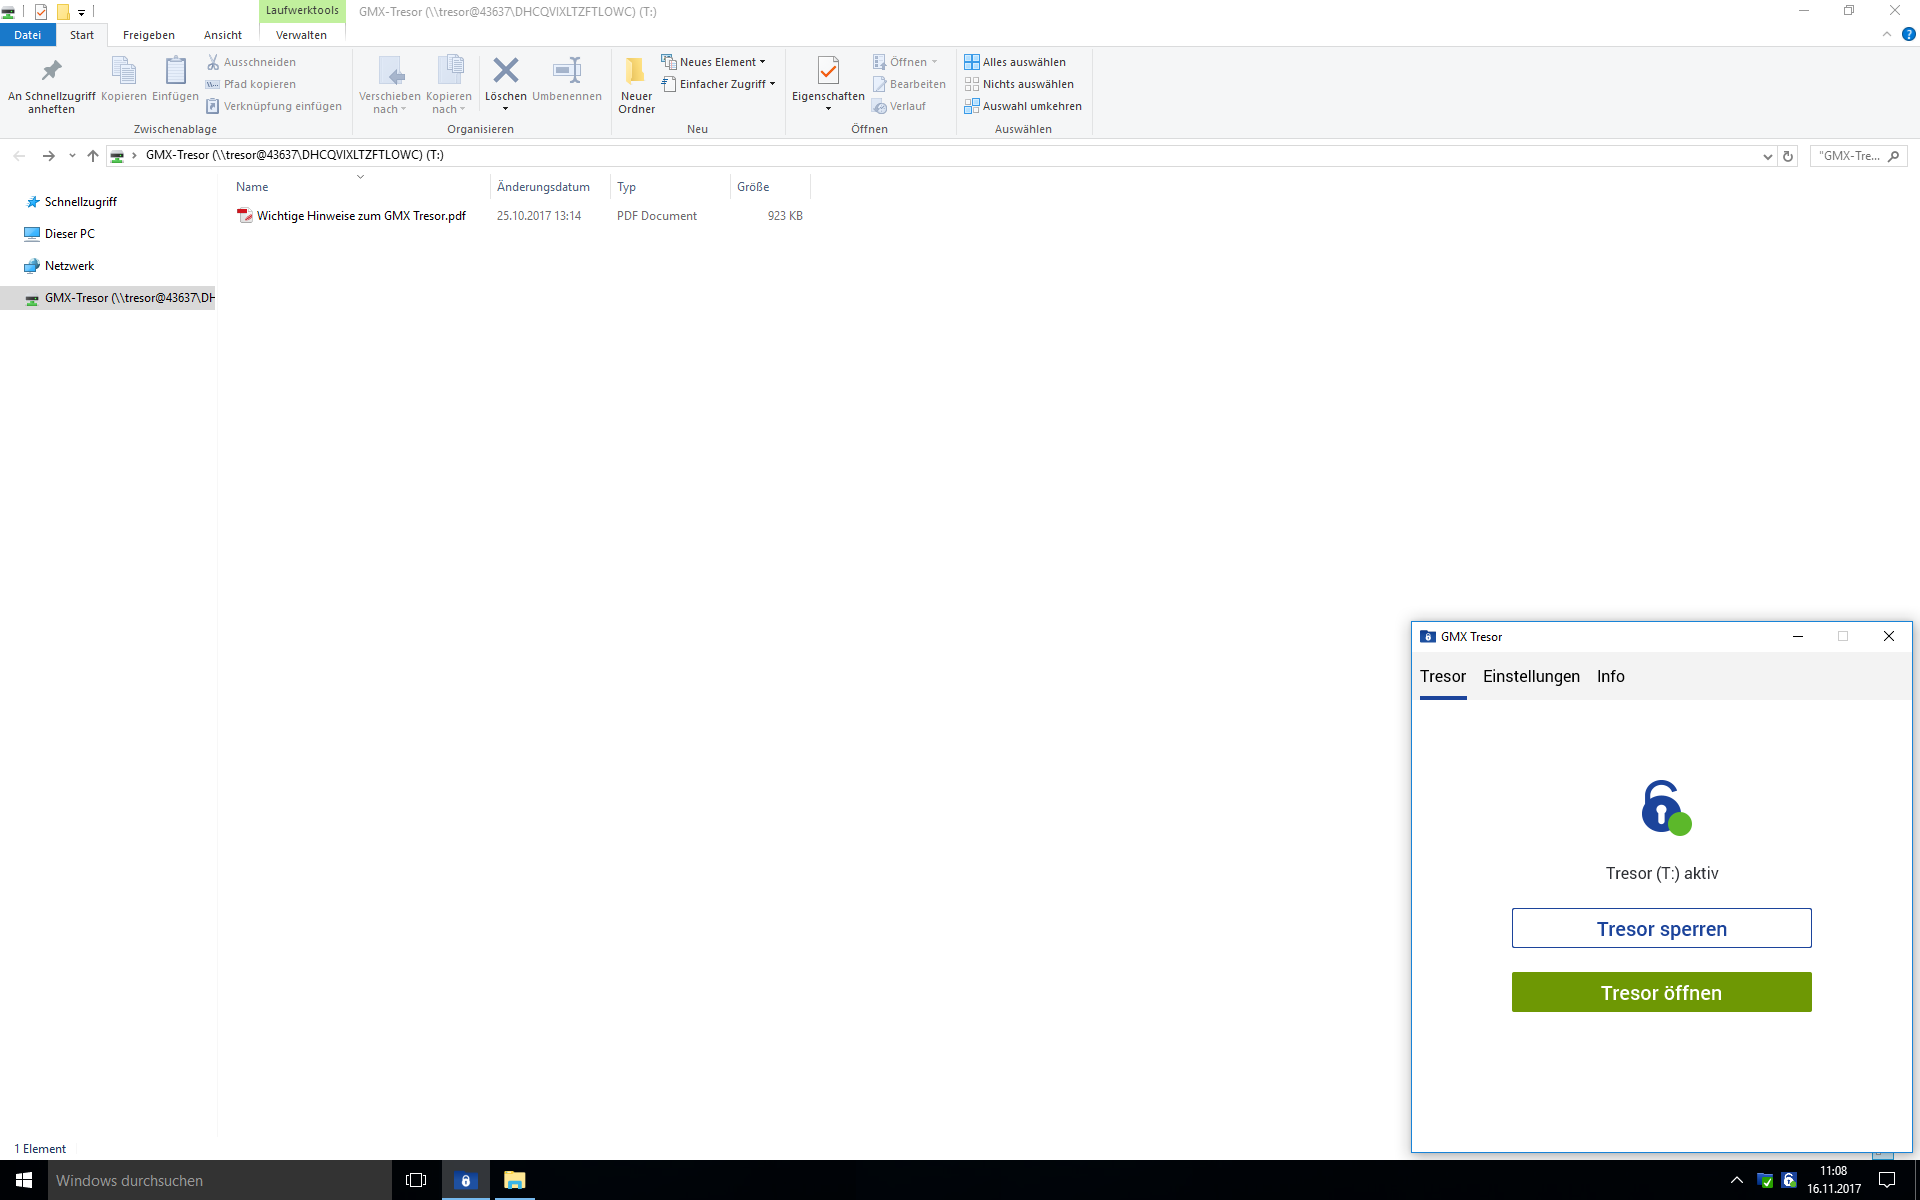 Laufwerktools
GMX-Tresor (\\tresor@43637\DHCQVIXLTZFTLOWC) (T:)
Datei Start Freigeben Ansicht Verwalten
An Schnellzugriff anheften
Kopieren
Einfügen
Ausschneiden
Pfad kopieren
Verknüpfung einfügen
Zwischenablage
Verschieben nach
Kopieren nach
Löschen
Umbenennen
Organisieren
Neuer Ordner
Neues Element
Einfacher Zugriff
Neu
Eigenschaften
Öffnen
Bearbeiten
Verlauf
Öffnen
Alles auswählen
Nichts auswählen
Auswahl umkehren
Auswählen
GMX-Tresor (\\tresor@43637\DHCQVIXLTZFTLOWC) (T:)
"GMX-Tre...
Schnellzugriff
Dieser PC
Netzwerk
GMX-Tresor (\\tresor@43637\DH
Name Änderungsdatum Typ Größe
Wichtige Hinweise zum GMX Tresor.pdf 25.10.2017 13:14 PDF Document 923 KB
GMX Tresor
Tresor Einstellungen Info
Tresor (T:) aktiv
Tresor sperren
Tresor öffnen
1 Element
Windows durchsuchen
11:08
16.11.2017